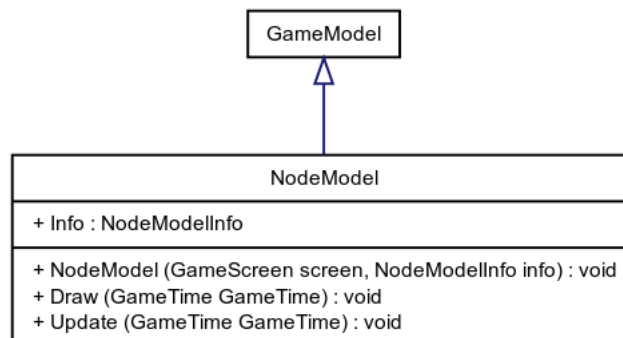 GameModel
NodeModel
+ Info : NodeModelInfo
+ NodeModel (GameScreen screen, NodeModelInfo info) : void
+ Draw (GameTime GameTime) : void
+ Update (GameTime GameTime) : void